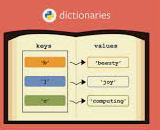 dictionaries
keys values
'b' 'beauty'
'j' 'joy'
'c' 'computing'